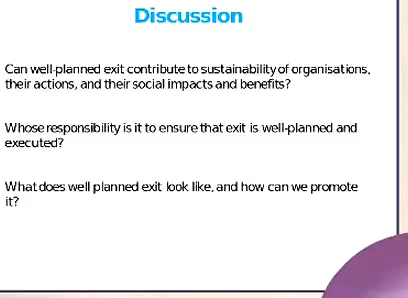 Discussion
Can well-planned exit contribute to sustainability of organisations,
their actions, and their social impacts and benefits?
Whose responsibility is it to ensure that exit is well-planned and
executed?
What does well planned exit look like, and how can we promote
it?